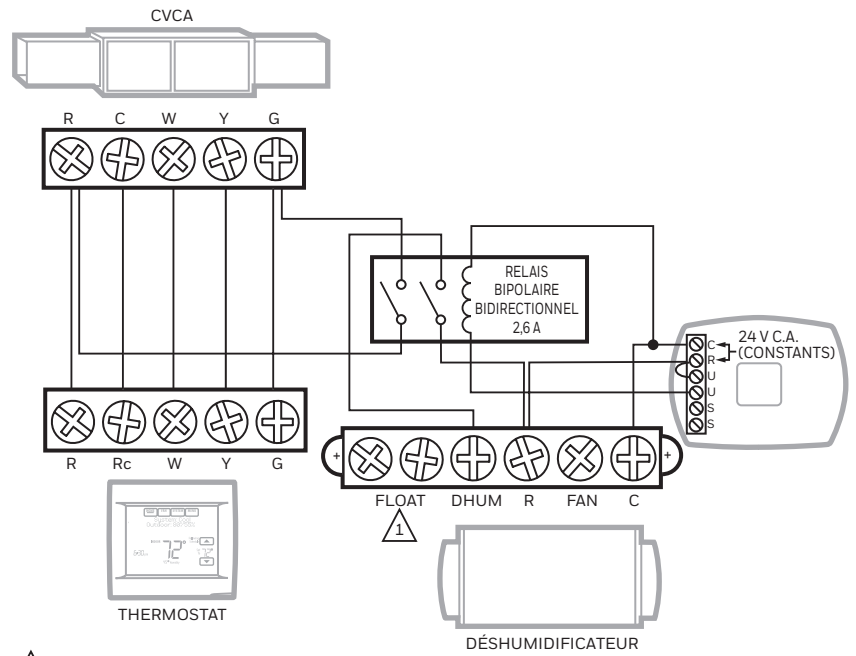 CVCA
R C W Y G
RELAIS
BIPOLAIRE
BIDIRECTIONNEL
2,6 A
24 V C.A.
(CONSTANTS)
C
R
U
U
S
S
R Rc W Y G
+ +
FLOAT DHUM R FAN C
1
72°
THERMOSTAT
DÉSHUMIDIFICATEUR